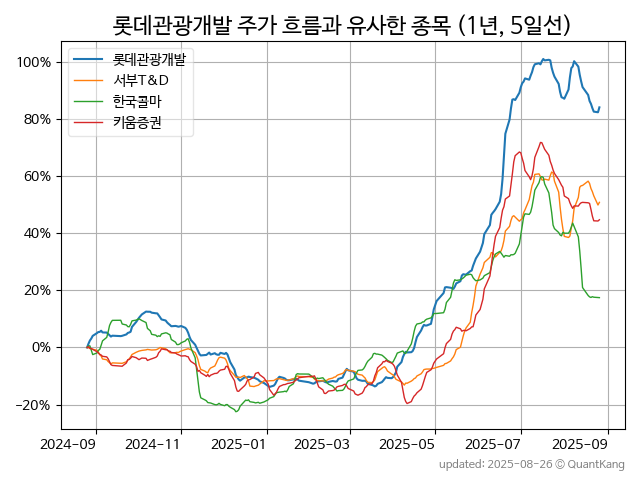 롯데관광개발 주가 흐름과 유사한 종목 (1년, 5일선)
롯데관광개발
서부T&D
한국콜마
키움증권
100%
80%
60%
40%
20%
0%
−20%
2024-09 2024-11 2025-01 2025-03 2025-05 2025-07 2025-09
updated: 2025-08-26 © QuantKang